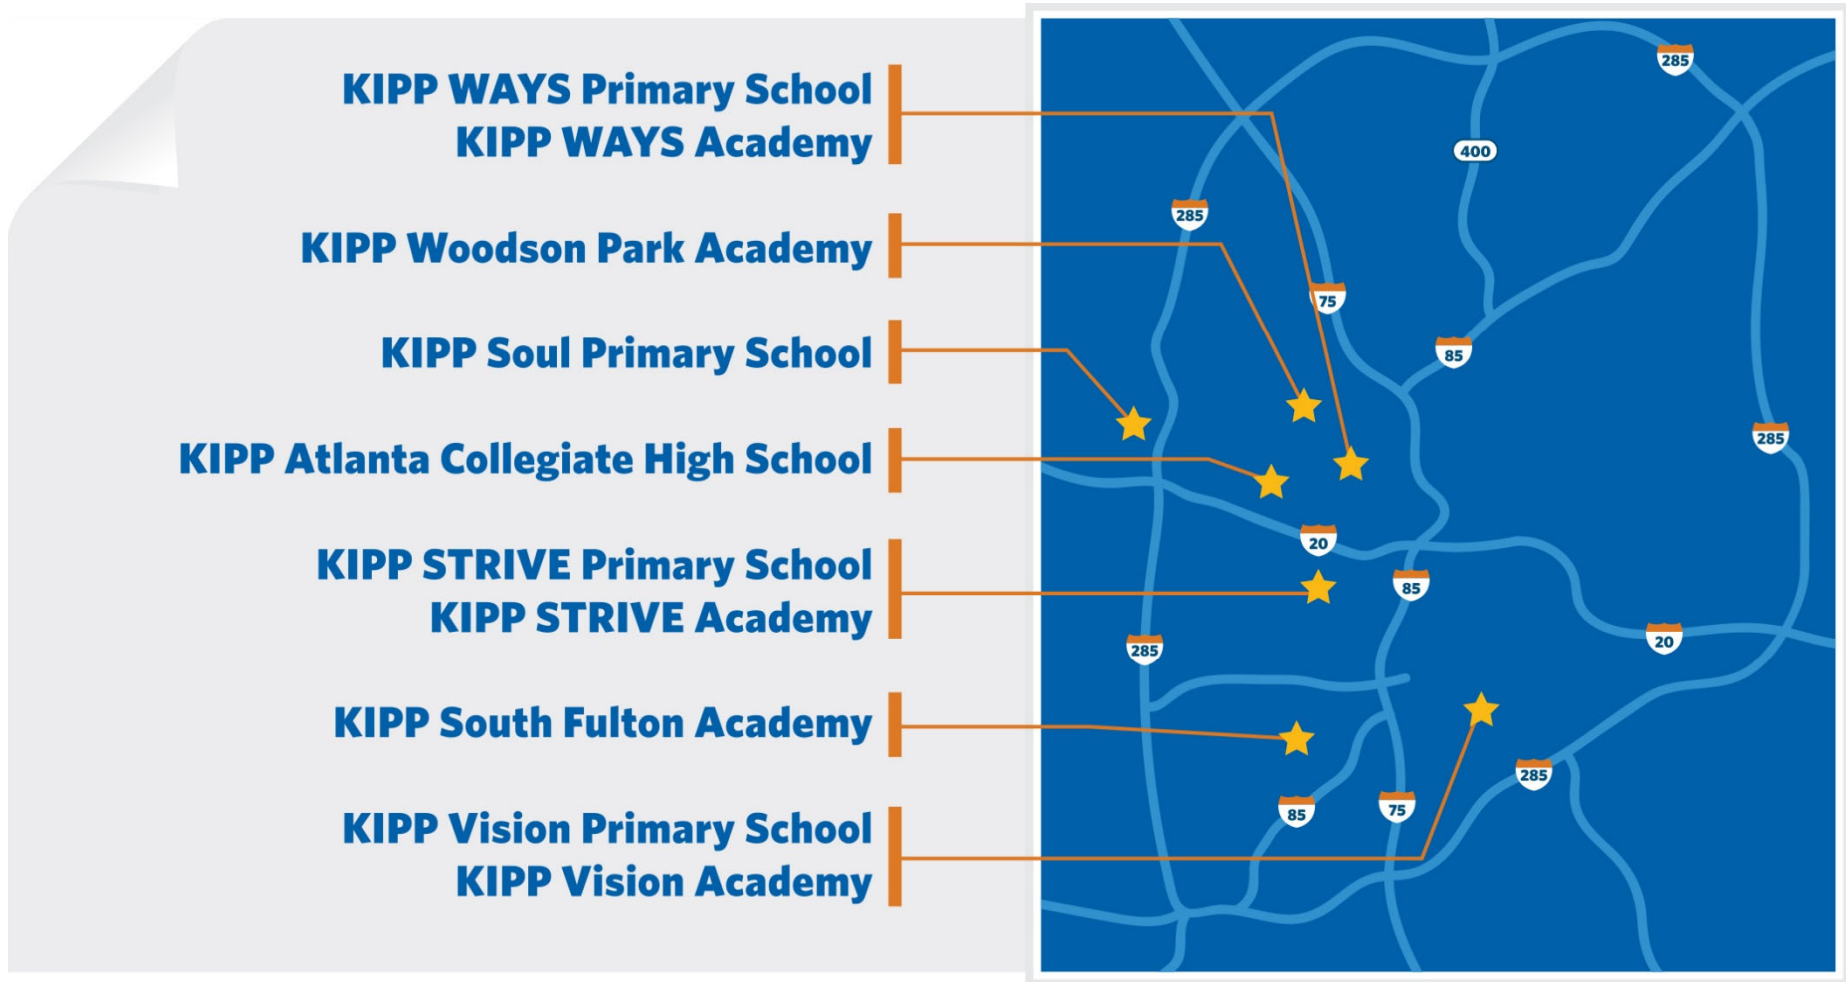 KIPP WAYS Primary School
KIPP WAYS Academy
KIPP Woodson Park Academy
KIPP Soul Primary School
KIPP Atlanta Collegiate High School
KIPP STRIVE Primary School
KIPP STRIVE Academy
KIPP South Fulton Academy
KIPP Vision Primary School
KIPP Vision Academy
285
400
285
75
85
285
20
85
20
285
285
75
85